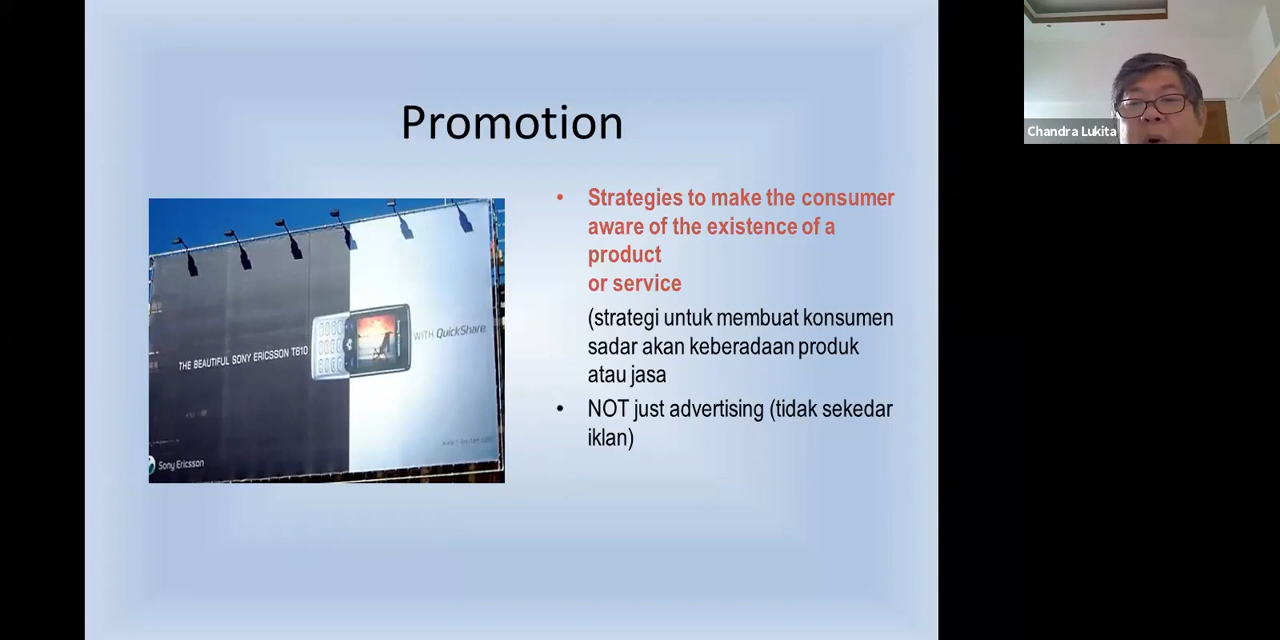 Promotion
Strategies to make the consumer
aware of the existence of a
product
or service
(strategi untuk membuat konsumen
sadar akan keberadaan produk
atau jasa
NOT just advertising (tidak sekedar
iklan)
THE BEAUTIFUL SONY ERICSSON T610
WITH QuickShare
Sony Ericsson
Chandra Lukita